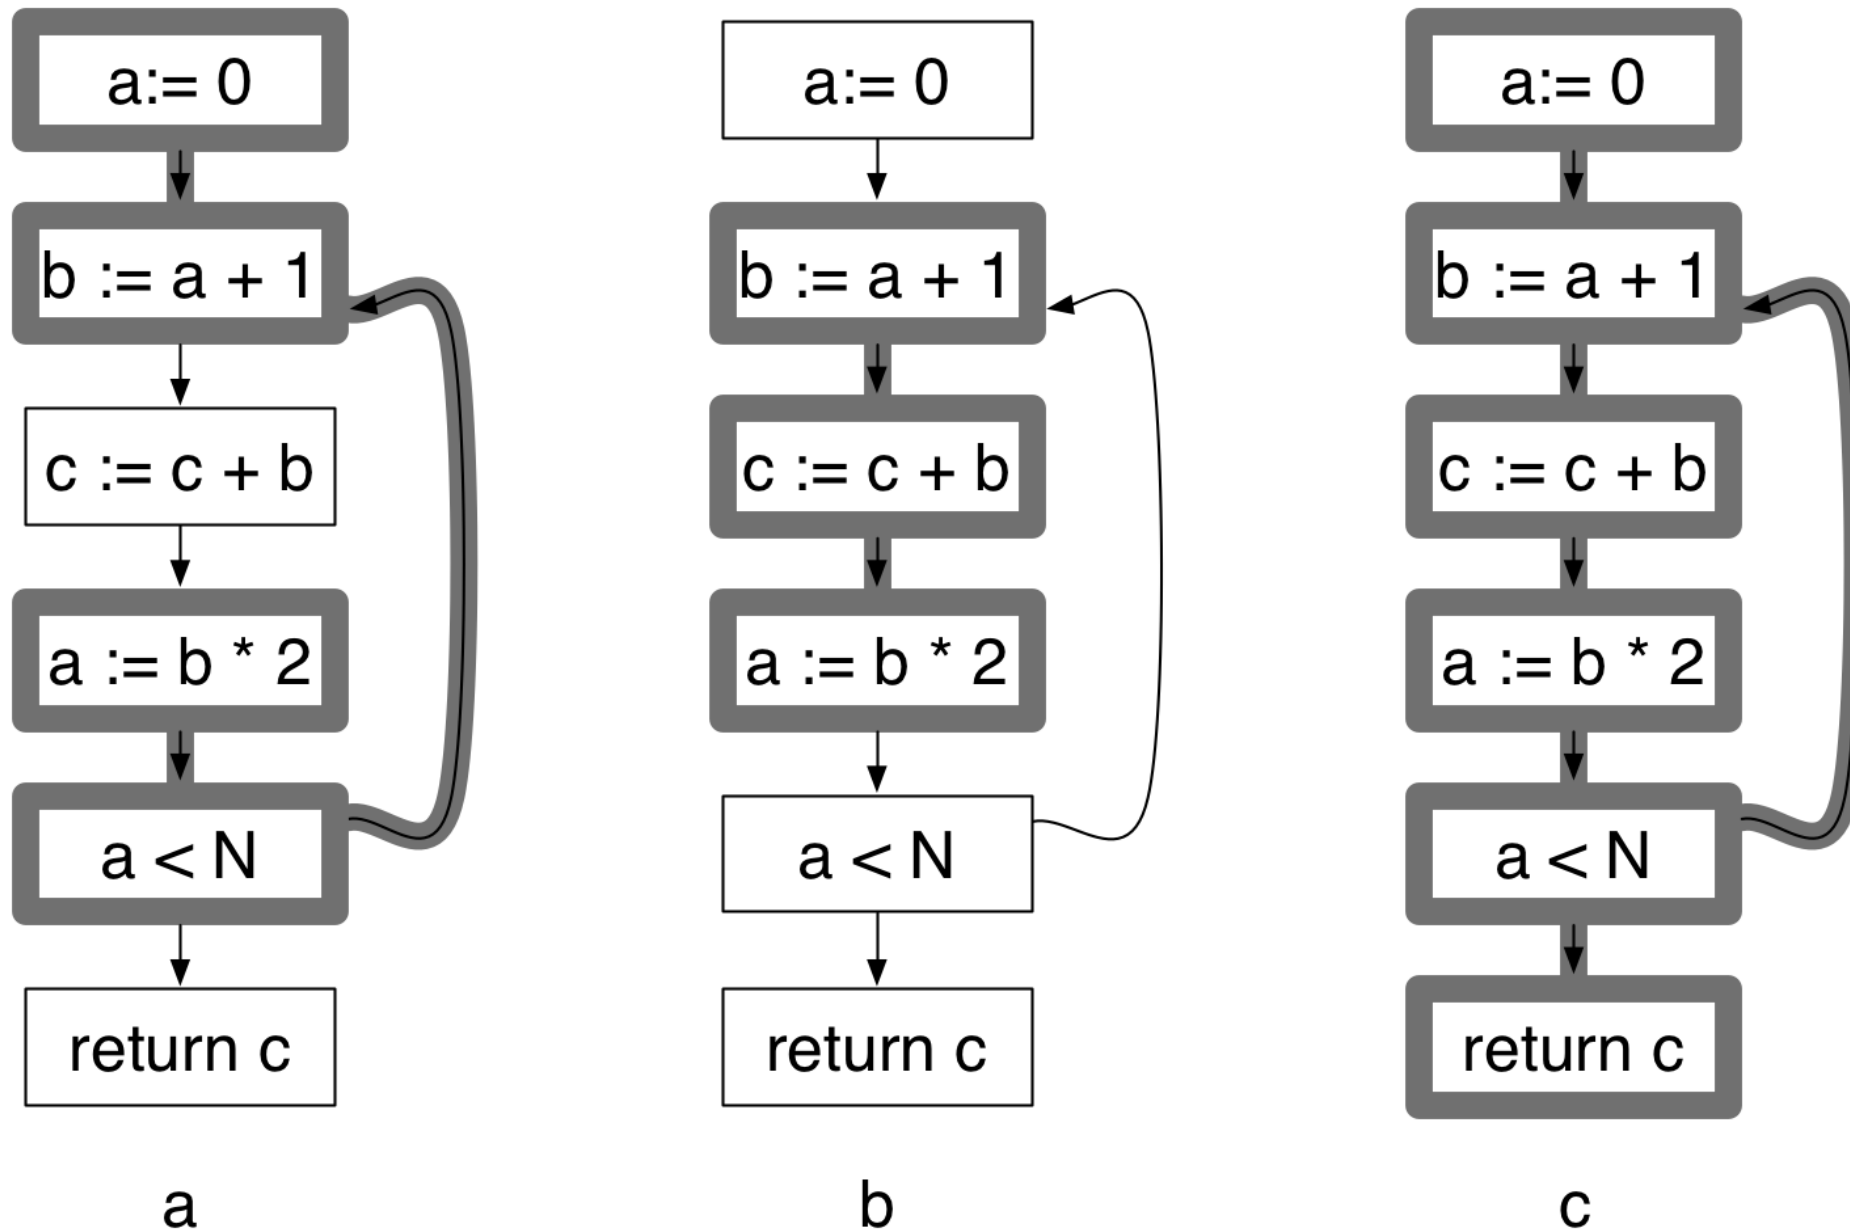 a:= 0
b := a + 1
c := c + b
a := b * 2
a < N
return c
a
a:= 0
b := a + 1
c := c + b
a := b * 2
a < N
return c
b
a:= 0
b := a + 1
c := c + b
a := b * 2
a < N
return c
c